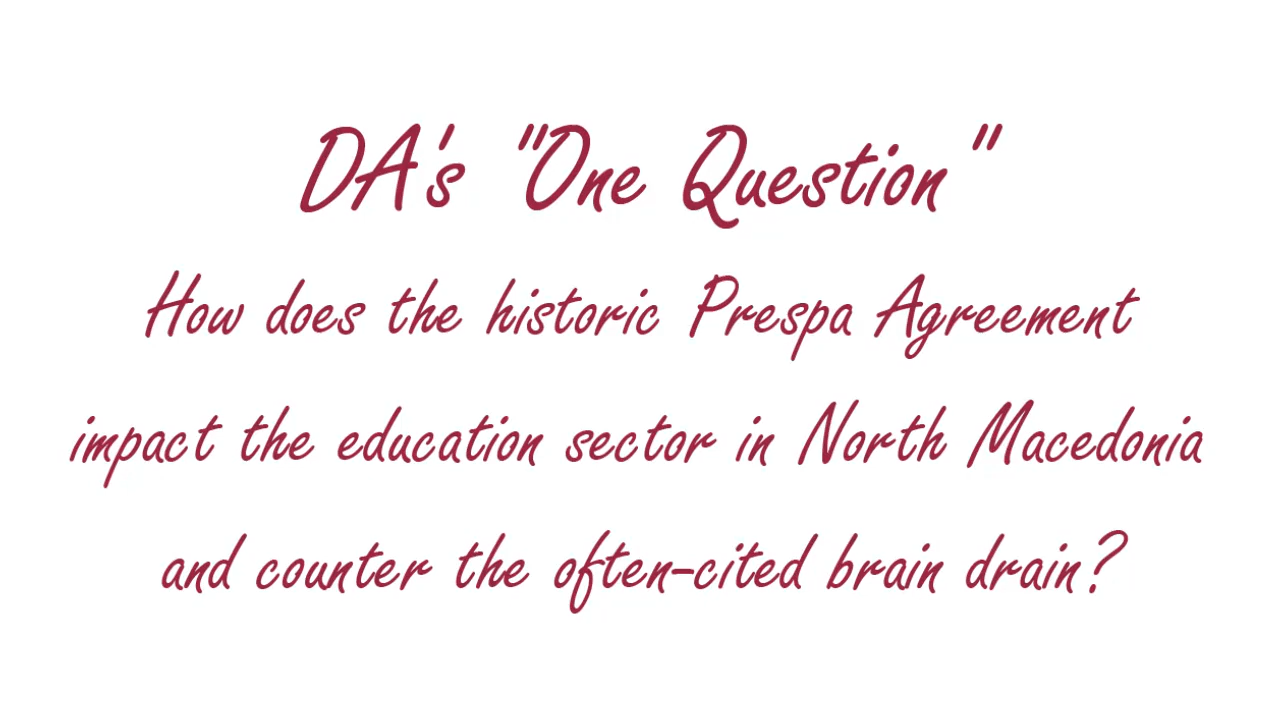 DA's "One Question"
How does the historic Prespa Agreement
impact the education sector in North Macedonia
and counter the often-cited brain drain?